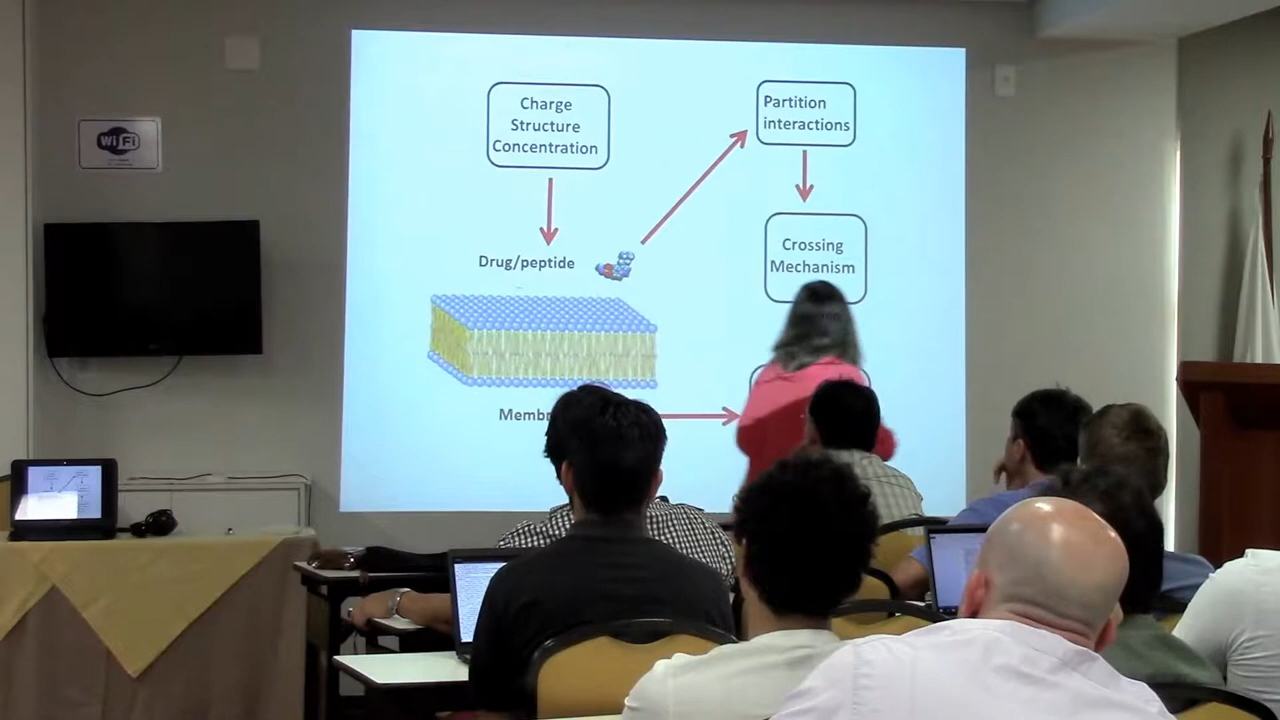 Wi Fi
Charge
Structure
Concentration
Partition
interactions
Drug/peptide
Crossing
Mechanism